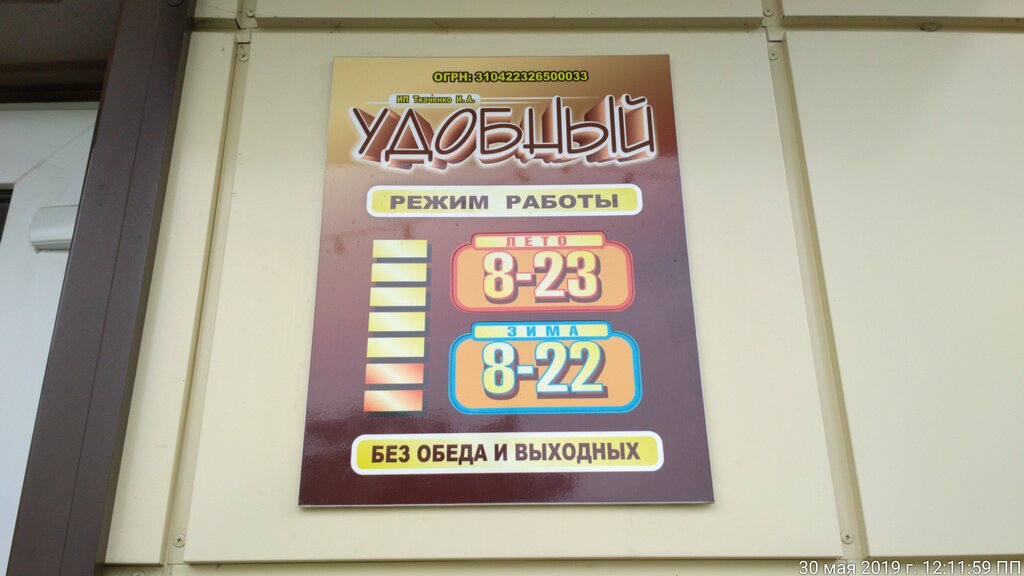 ОГРН: 310422326500033
ИП Ткаченко И. А.
УДОБНЫЙ
РЕЖИМ РАБОТЫ
ЛЕТО
8-23
ЗИМА
8-22
БЕЗ ОБЕДА И ВЫХОДНЫХ
30 мая 2019 г. 12:11:59 ПП